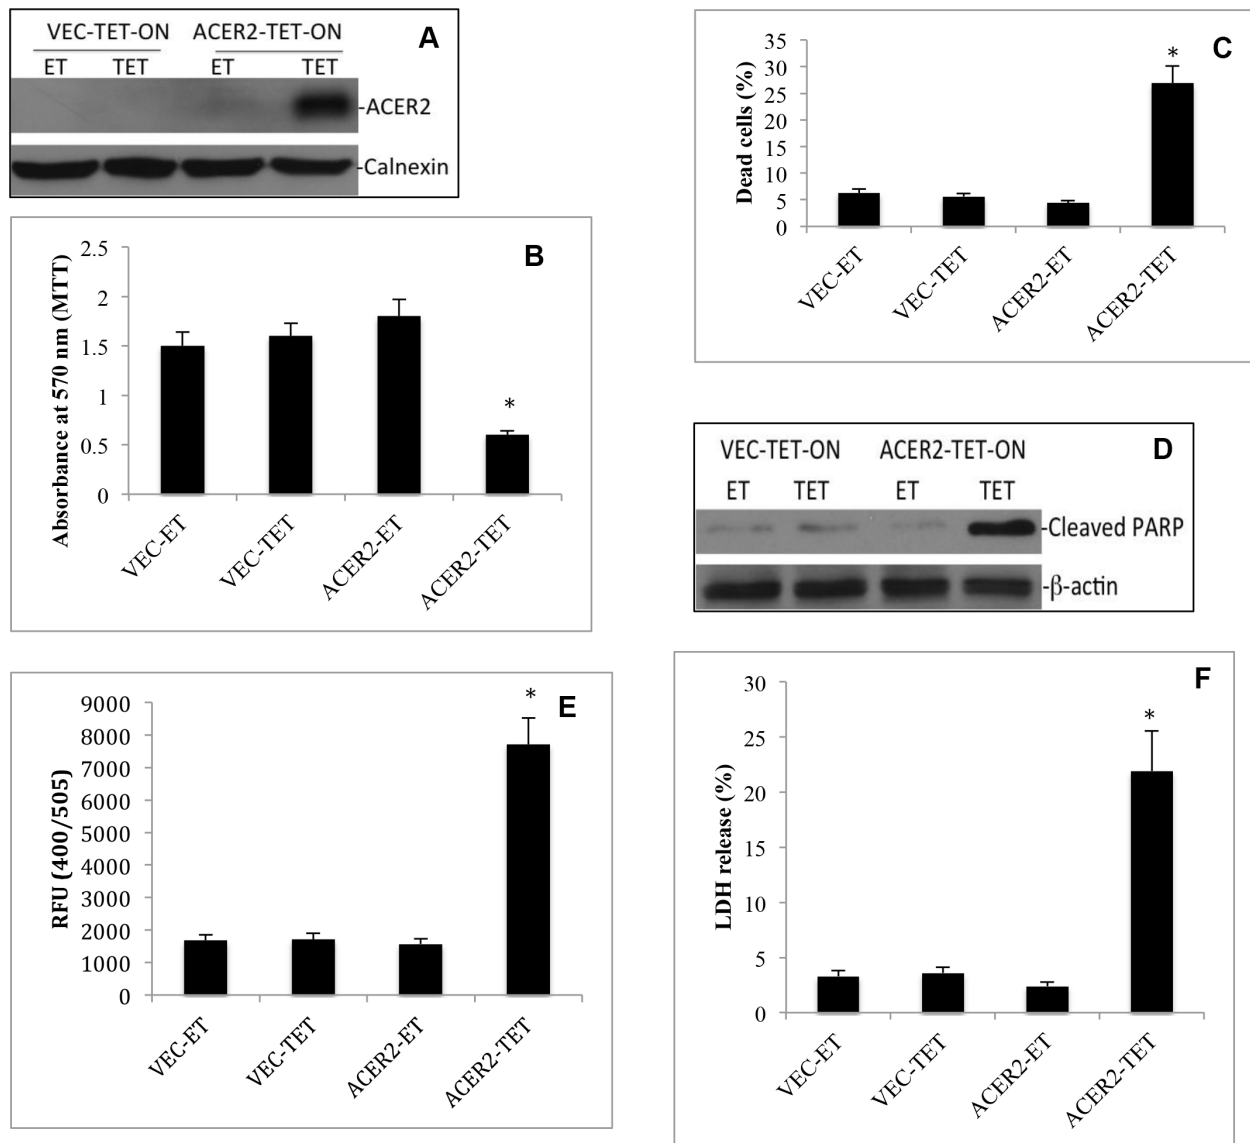 VEC-TET-ON ACER2-TET-ON A
ET TET ET TET
-ACER2
-Calnexin
B
Absorbance at 570 nm (MTT)
2.5
2
1.5
1
0.5
0
*
VEC-ET
VEC-TET
ACER2-ET
ACER2-TET
C
Dead cells (%)
35
30
25
20
15
10
5
0
*
VEC-ET
VEC-TET
ACER2-ET
ACER2-TET
VEC-TET-ON ACER2-TET-ON D
ET TET ET TET
-Cleaved PARP
-β-actin
E
RFU (400/505)
9000
8000
7000
6000
5000
4000
3000
2000
1000
0
*
VEC-ET
VEC-TET
ACER2-ET
ACER2-TET
F
LDH release (%)
30
25
20
15
10
5
0
*
VEC-ET
VEC-TET
ACER2-ET
ACER2-TET